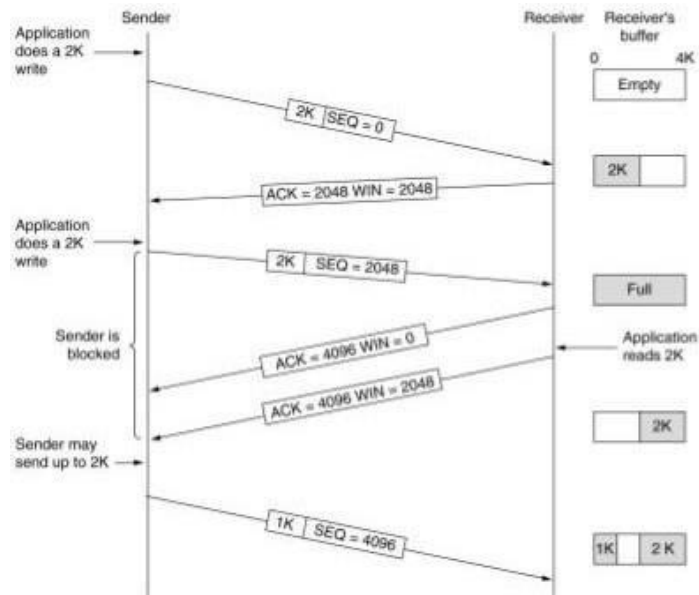 Sender
Receiver
Receiver's
buffer
Application
does a 2K
write
0 4K
Empty
2K SEQ = 0
2K
ACK = 2048 WIN = 2048
Application
does a 2K
write
2K SEQ = 2048
Full
Sender is
blocked
ACK = 4096 WIN = 0
Application
reads 2K
ACK = 4096 WIN = 2048
2K
Sender may
send up to 2K
1K SEQ = 4096
1K 2 K